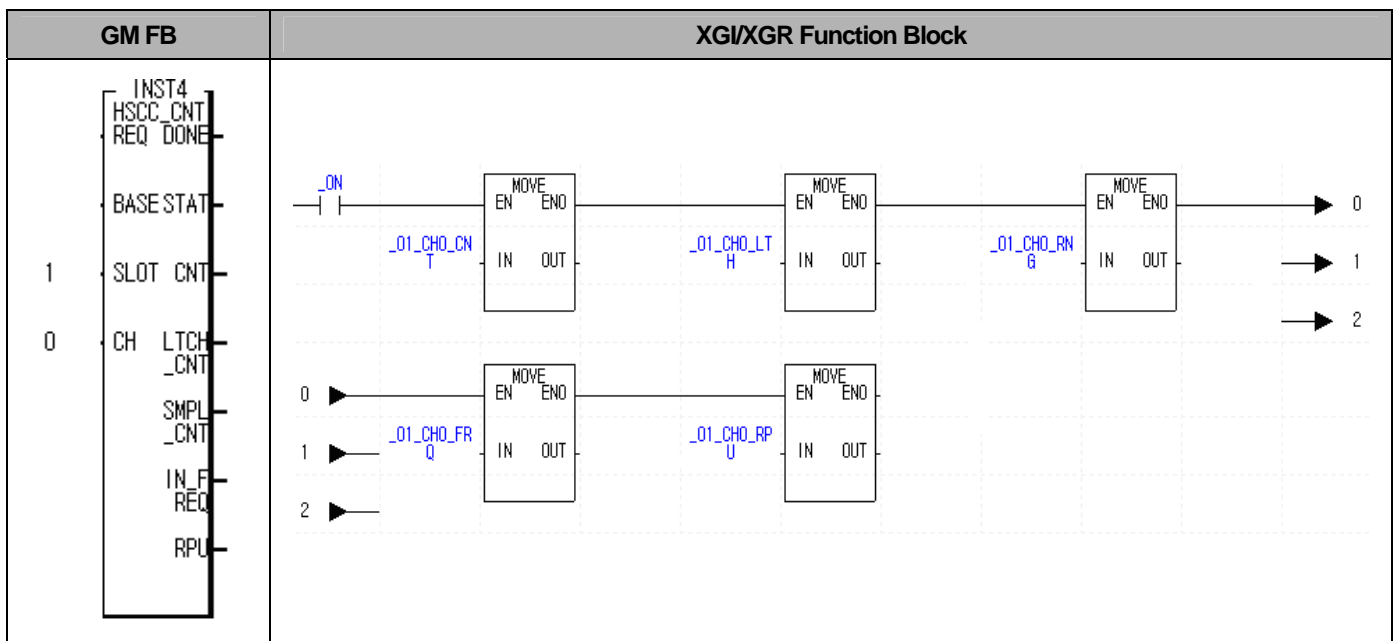 GM FB
XGI/XGR Function Block
INST4
HSCC_CNT
REQ DONE
BASE STAT
1 SLOT CNT
0 CH LTCH
_CNT
SMPL
_CNT
IN_F
REQ
RPU
_ON
MOVE
EN ENO
_01_CH0_CN
T
IN OUT
MOVE
EN ENO
_01_CH0_LT
H
IN OUT
MOVE
EN ENO
_01_CH0_RN
G
IN OUT
0
1
2
0
1
2
MOVE
EN ENO
_01_CH0_FR
Q
IN OUT
MOVE
EN ENO
_01_CH0_RP
U
IN OUT